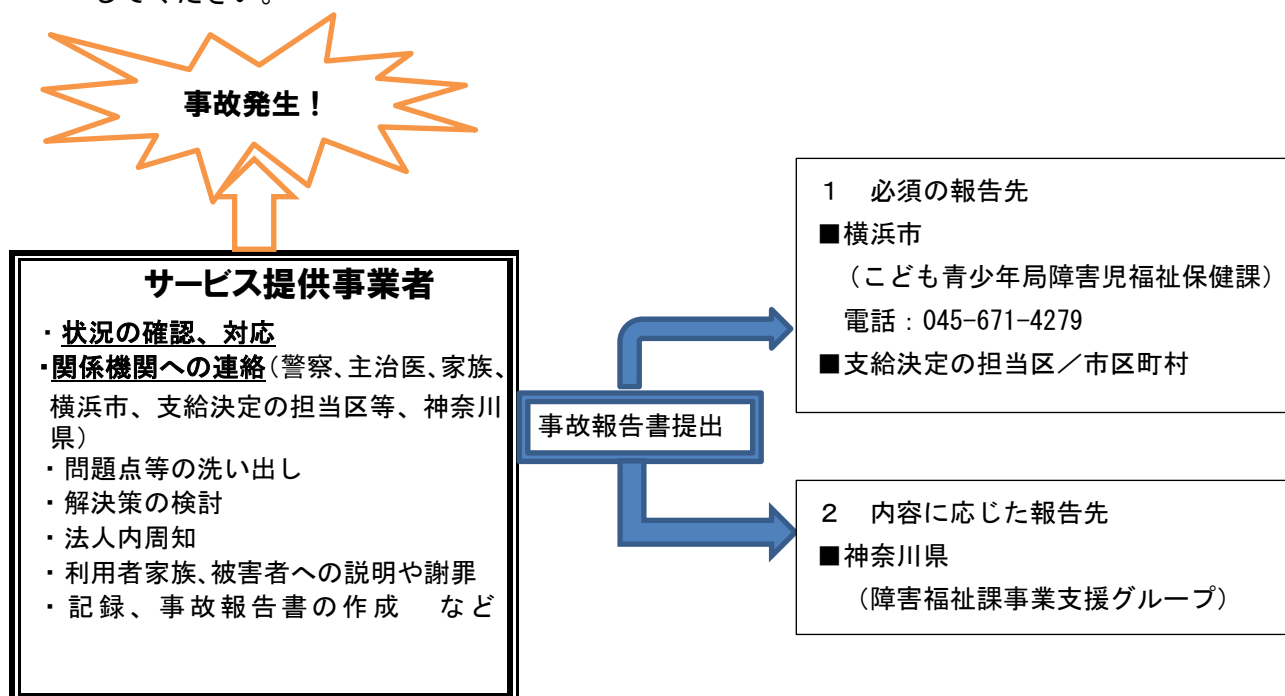 してください。
事故発生！
サービス提供事業者
・状況の確認、対応
・関係機関への連絡（警察、主治医、家族、
横浜市、支給決定の担当区等、神奈川
県）
・問題点等の洗い出し
・解決策の検討
・法人内周知
・利用者家族、被害者への説明や謝罪
・記録、事故報告書の作成　など
事故報告書提出
１　必須の報告先
■横浜市
（こども青少年局障害児福祉保健課）
電話：045-671-4279
■支給決定の担当区／市区町村
２　内容に応じた報告先
■神奈川県
（障害福祉課事業支援グループ）